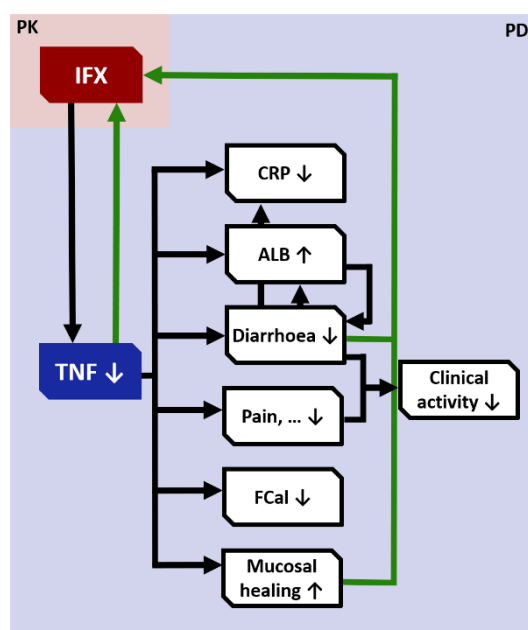 PK
PD
IFX
CRP ↓
ALB ↑
Diarrhoea ↓
TNF ↓
Clinical
activity ↓
Pain, ... ↓
FCal ↓
Mucosal
healing ↑